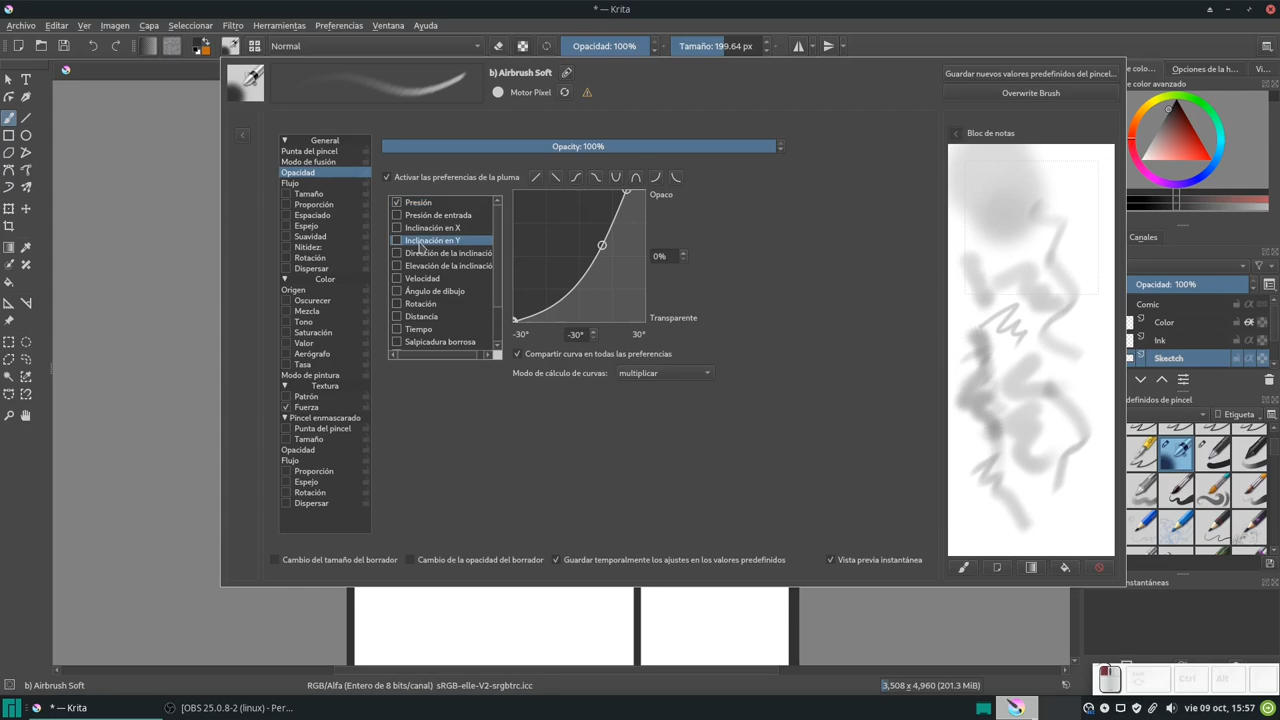 * — Krita
Archivo Editar Ver Imagen Capa Seleccionar Filtro Herramientas Preferencias Ventana Ayuda
Normal Opacidad: 100% Tamaño: 199.64 px
b) Airbrush Soft
Motor Pixel
Guardar nuevos valores predefinidos del pincel...
Overwrite Brush
Bloc de notas
Opciones de la h... Vi...
e color avanzado
General
Punta del pincel
Modo de fusión
Opacidad
Flujo
Tamaño
Proporción
Espaciado
Espejo
Suavidad
Nitidez:
Rotación
Dispersar
Color
Origen
Oscurecer
Mezcla
Tono
Saturación
Valor
Aerógrafo
Tasa
Modo de pintura
Textura
Patrón
Fuerza
Pincel enmascarado
Punta del pincel
Tamaño
Opacidad
Flujo
Proporción
Espejo
Rotación
Dispersar
Opacity: 100%
Activar las preferencias de la pluma
Presión
Presión de entrada
Inclinación en X
Inclinación en Y
Dirección de la inclinació
Elevación de la inclinació
Velocidad
Ángulo de dibujo
Rotación
Distancia
Tiempo
Salpicadura borrosa
Opaco
0%
Transparente
-30° -30° 30°
Compartir curva en todas las preferencias
Modo de cálculo de curvas: multiplicar
Cambio del tamaño del borrador Cambio de la opacidad del borrador Guardar temporalmente los ajustes en los valores predefinidos Vista previa instantánea
Canales
Opacidad: 100%
Comic
Color
Ink
Skectch
efinidos de pincel
Etiqueta
nstantáneas
Ctrl Alt
b) Airbrush Soft RGB/Alfa (Entero de 8 bits/canal) sRGB-elle-V2-srgbtrc.icc 3,508 x 4,960 (201.3 MiB)
* — Krita [OBS 25.0.8-2 (linux) - Per... vie 09 oct, 15:57